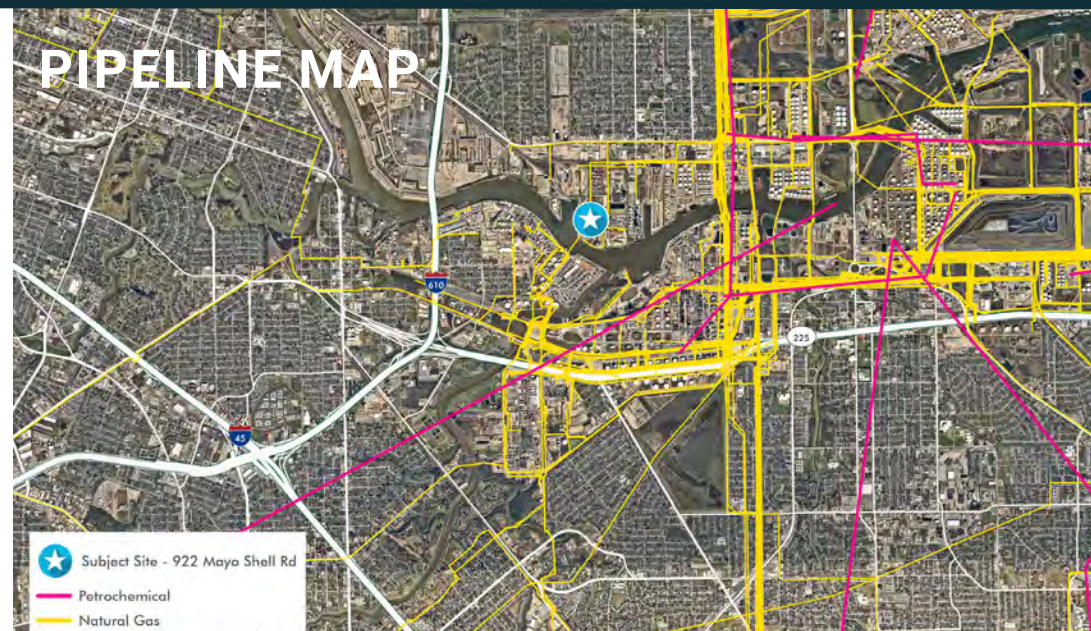 PIPELINE MAP
610
225
45
Subject Site - 922 Mayo Shell Rd
Petrochemical
Natural Gas